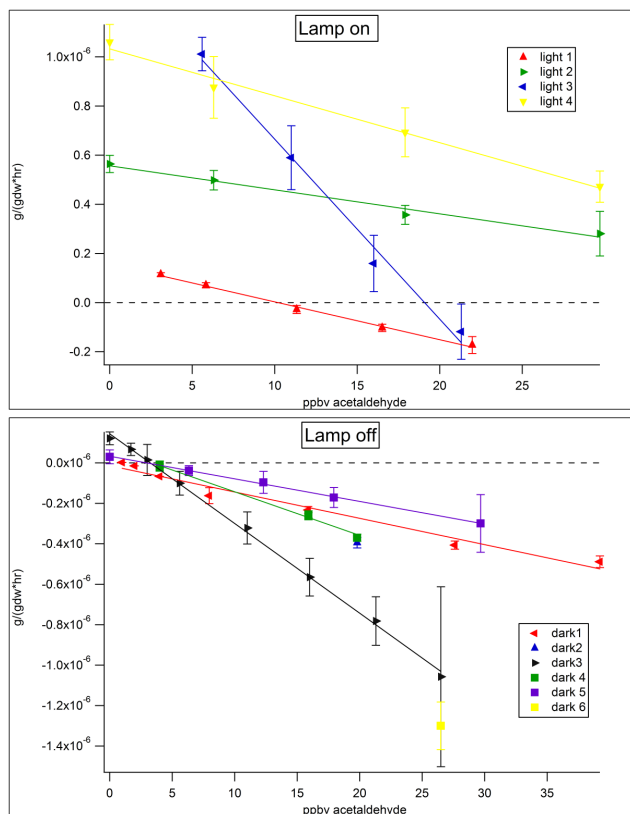 Lamp on
1.0x10-6
0.8
0.6
0.4
0.2
0.0
-0.2
g/(gdw*hr)
light 1
light 2
light 3
light 4
0
5
10
15
20
25
ppbv acetaldehyde
Lamp off
0.0x10-6
-0.2x10-6
-0.4x10-6
-0.6x10-6
-0.8x10-6
-1.0x10-6
-1.2x10-6
-1.4x10-6
g/(gdw*hr)
dark1
dark2
dark3
dark 4
dark 5
dark 6
0
5
10
15
20
25
30
35
ppbv acetaldehyde